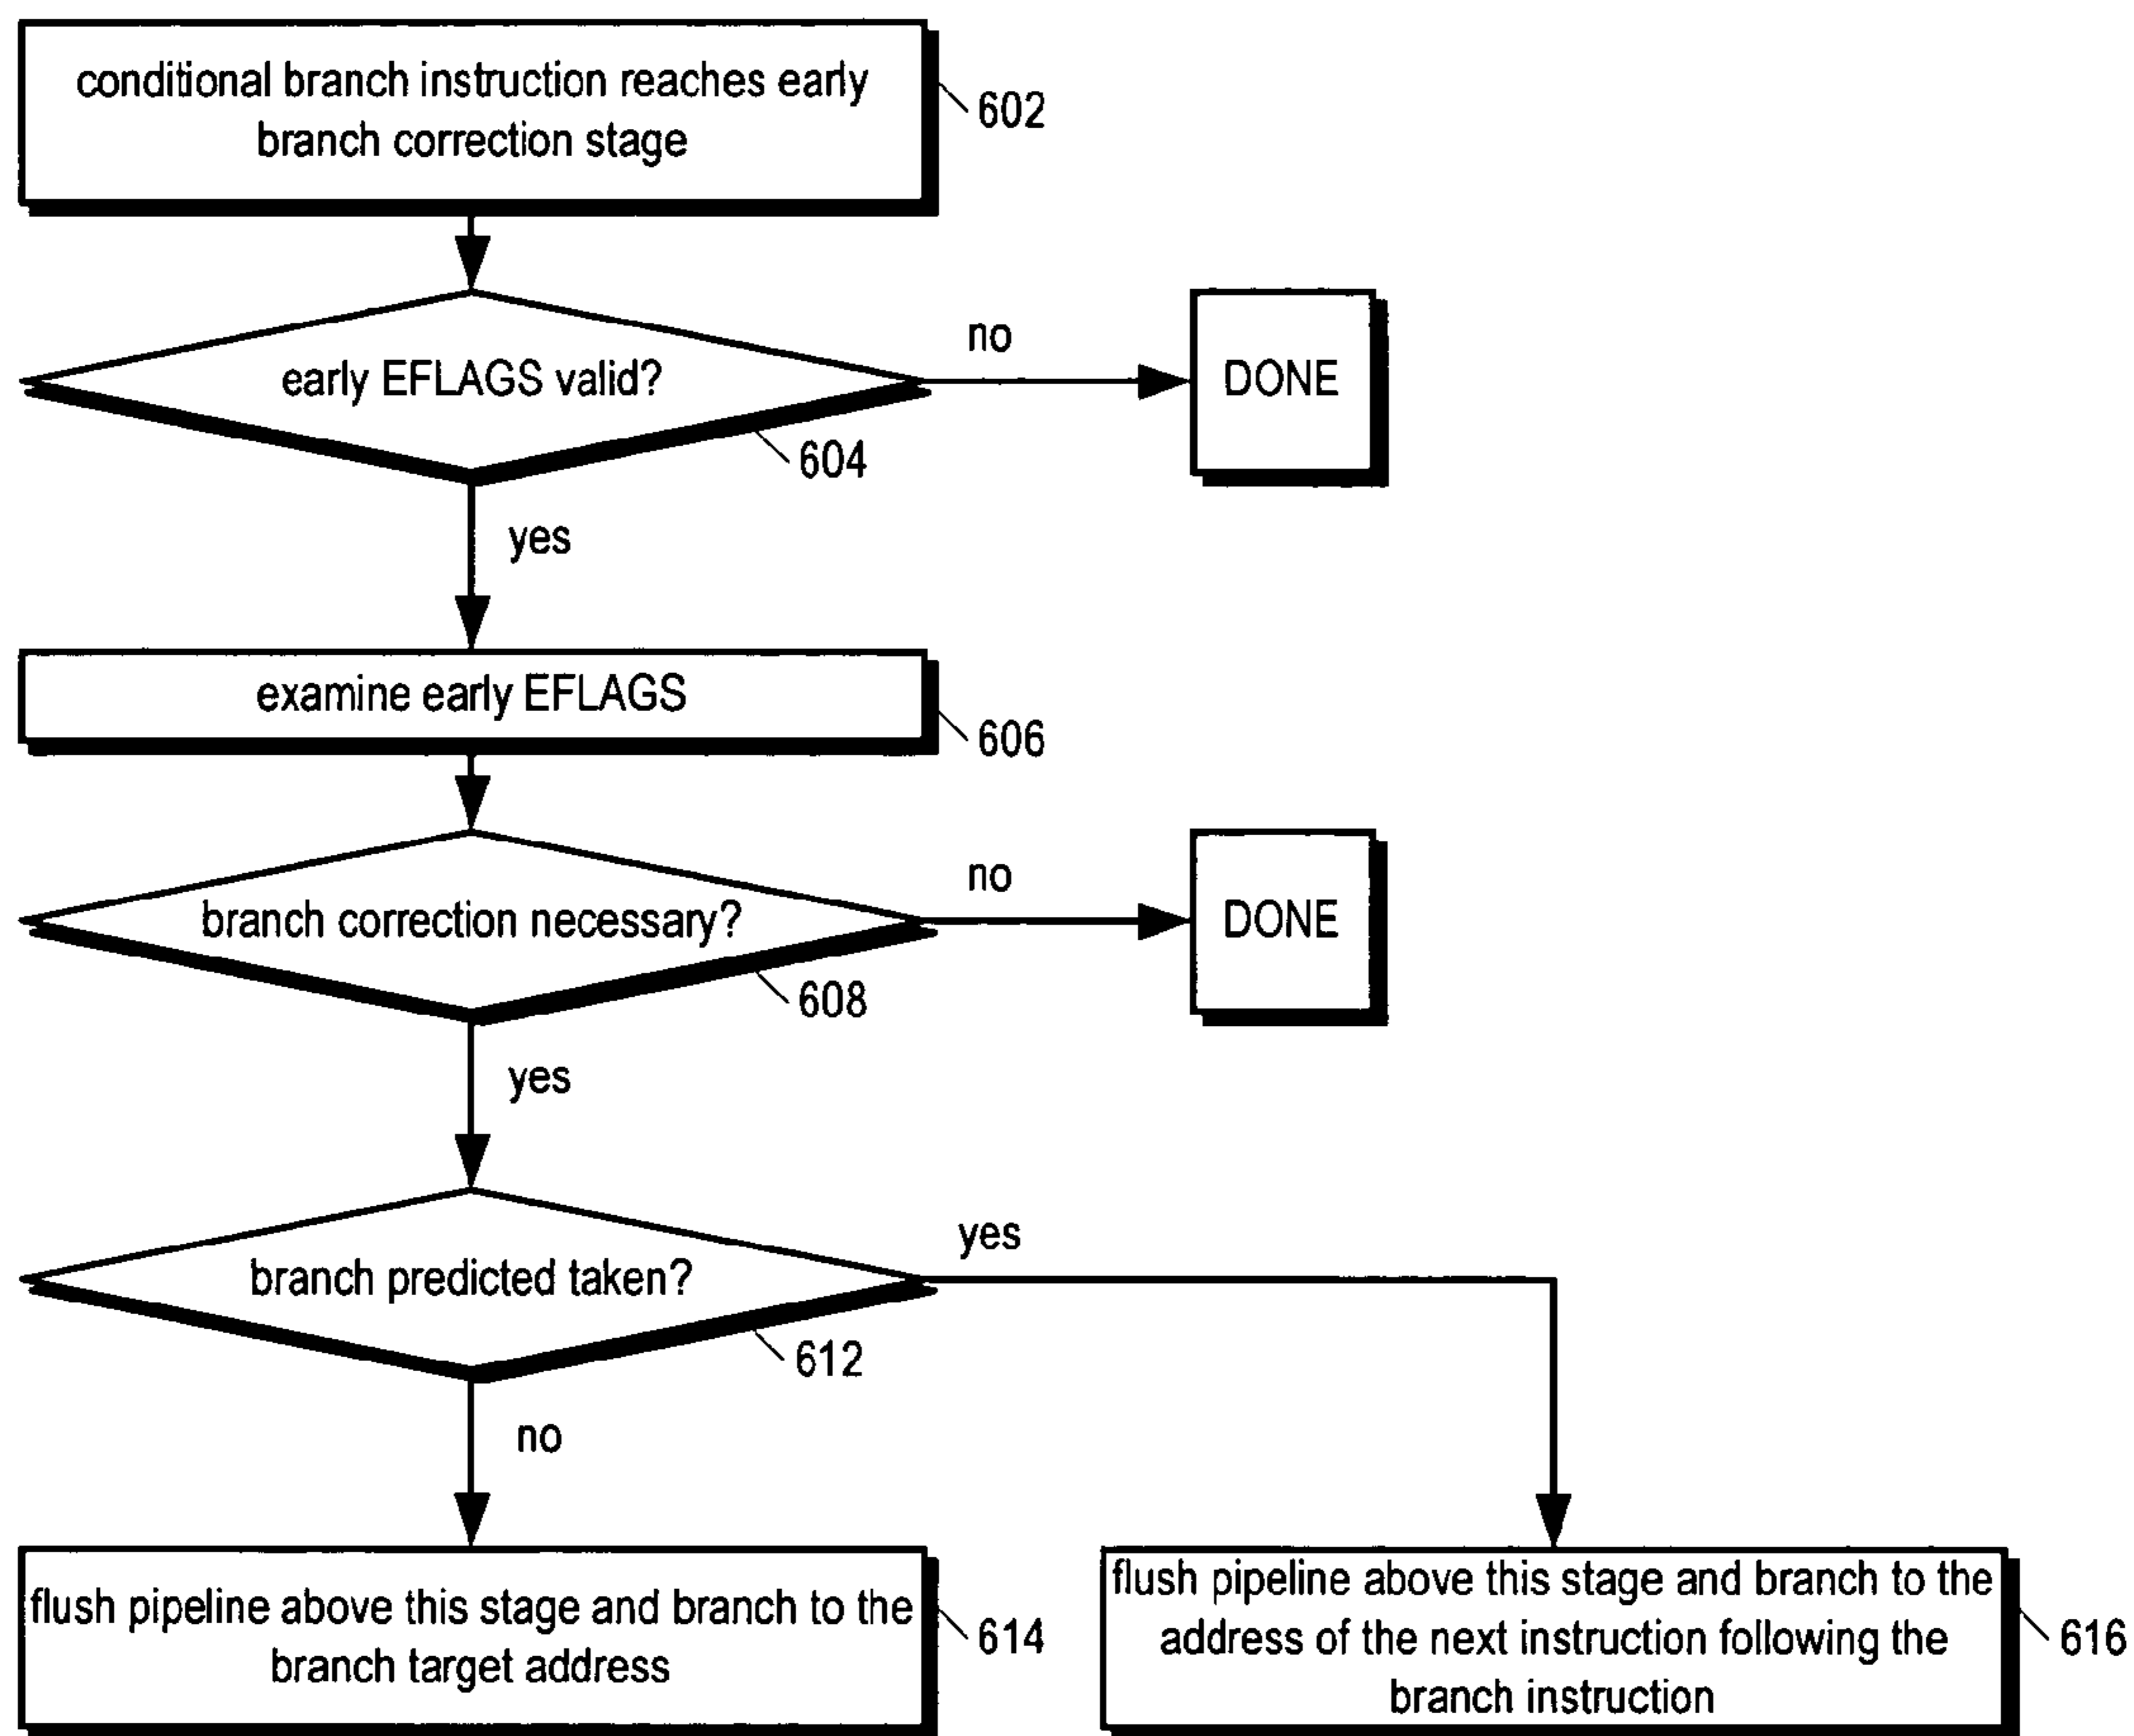 conditional branch instruction reaches early
branch correction stage
602
early EFLAGS valid?
no
DONE
604
yes
examine early EFLAGS
606
branch correction necessary?
no
DONE
608
yes
branch predicted taken?
yes
612
no
flush pipeline above this stage and branch to the
branch target address
614
flush pipeline above this stage and branch to the
address of the next instruction following the
branch instruction
616